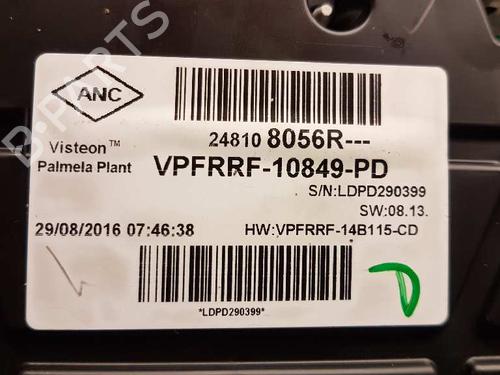 B-PARTS
ANC
Visteon™
Palmela Plant
24810 8056R---
VPFRRF-10849-PD
S/N:LDPD290399
SW:08.13.
29/08/2016 07:46:38
HW:VPFRRF-14B115-CD
*LDPD290399*
D